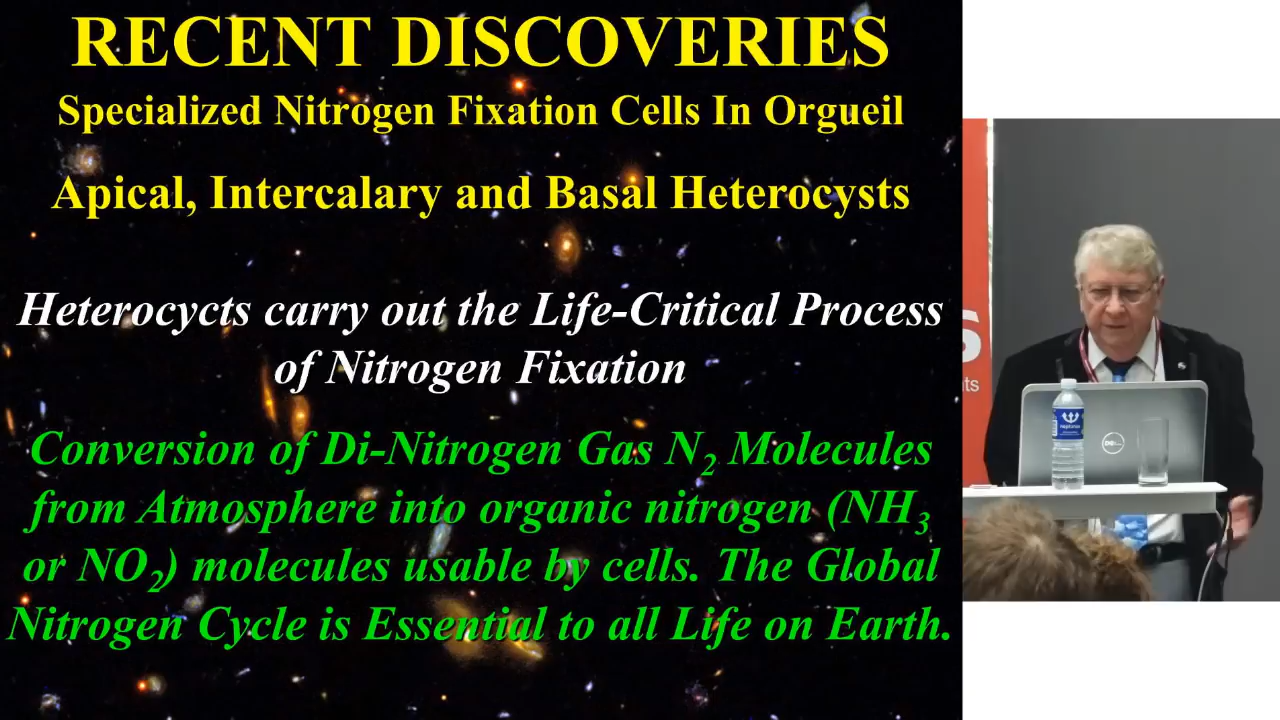 RECENT DISCOVERIES
Specialized Nitrogen Fixation Cells In Orgueil
Apical, Intercalary and Basal Heterocysts
Heterocycts carry out the Life-Critical Process
of Nitrogen Fixation
Conversion of Di-Nitrogen Gas N₂ Molecules
from Atmosphere into organic nitrogen (NH₃
or NO₂) molecules usable by cells. The Global
Nitrogen Cycle is Essential to all Life on Earth.
S
nts
DELL